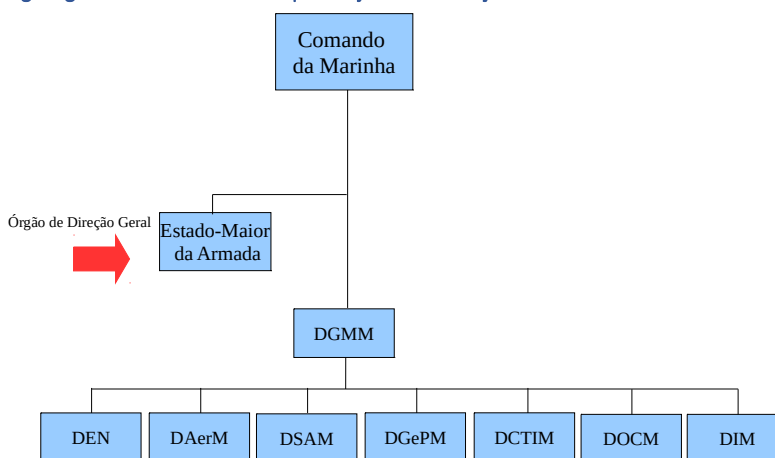 Comando
da Marinha
Órgão de Direção Geral
Estado-Maior
da Armada
DGMM
DEN
DAerM
DSAM
DGePM
DCTIM
DOCM
DIM